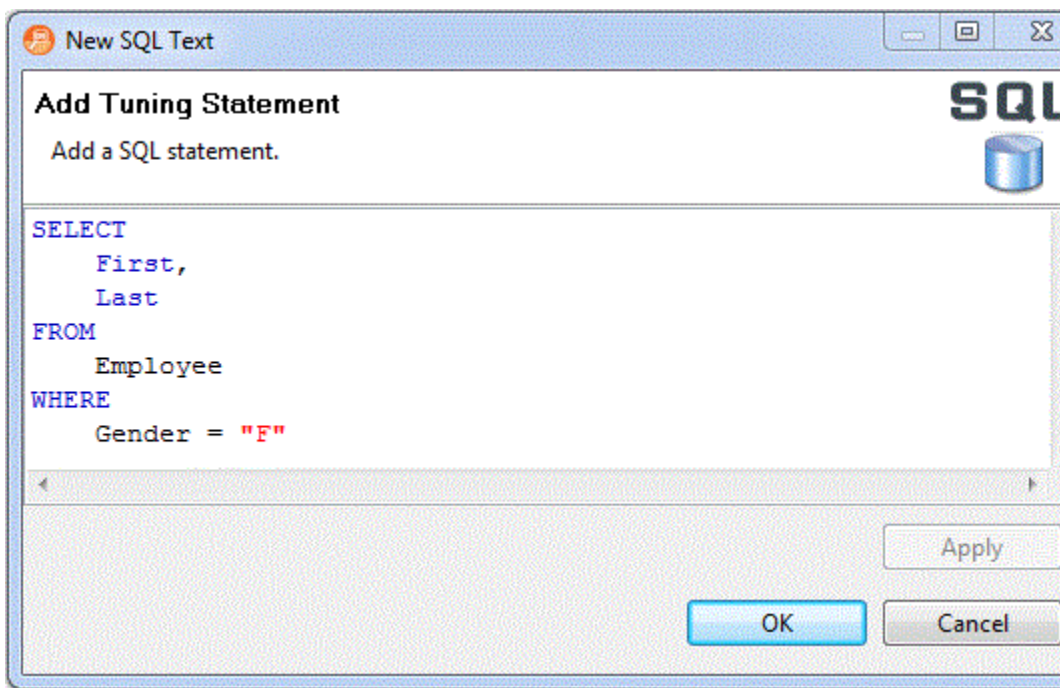 New SQL Text
Add Tuning Statement
SQL
Add a SQL statement.
SELECT
    First,
    Last
FROM
    Employee
WHERE
    Gender = "F"
Apply
OK
Cancel